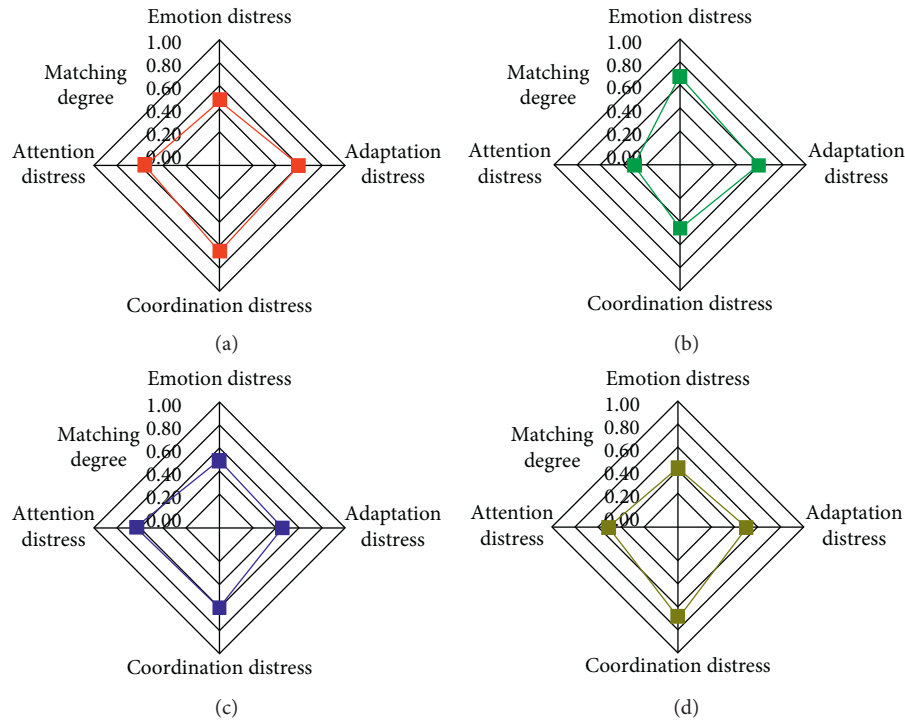 Emotion distress
1.00
0.80
0.60
0.40
0.20
0.00
Matching
degree
Attention
distress
Adaptation
distress
Coordination distress
(a)
Emotion distress
1.00
0.80
0.60
0.40
0.20
0.00
Matching
degree
Attention
distress
Adaptation
distress
Coordination distress
(b)
Emotion distress
1.00
0.80
0.60
0.40
0.20
0.00
Matching
degree
Attention
distress
Adaptation
distress
Coordination distress
(c)
Emotion distress
1.00
0.80
0.60
0.40
0.20
0.00
Matching
degree
Attention
distress
Adaptation
distress
Coordination distress
(d)